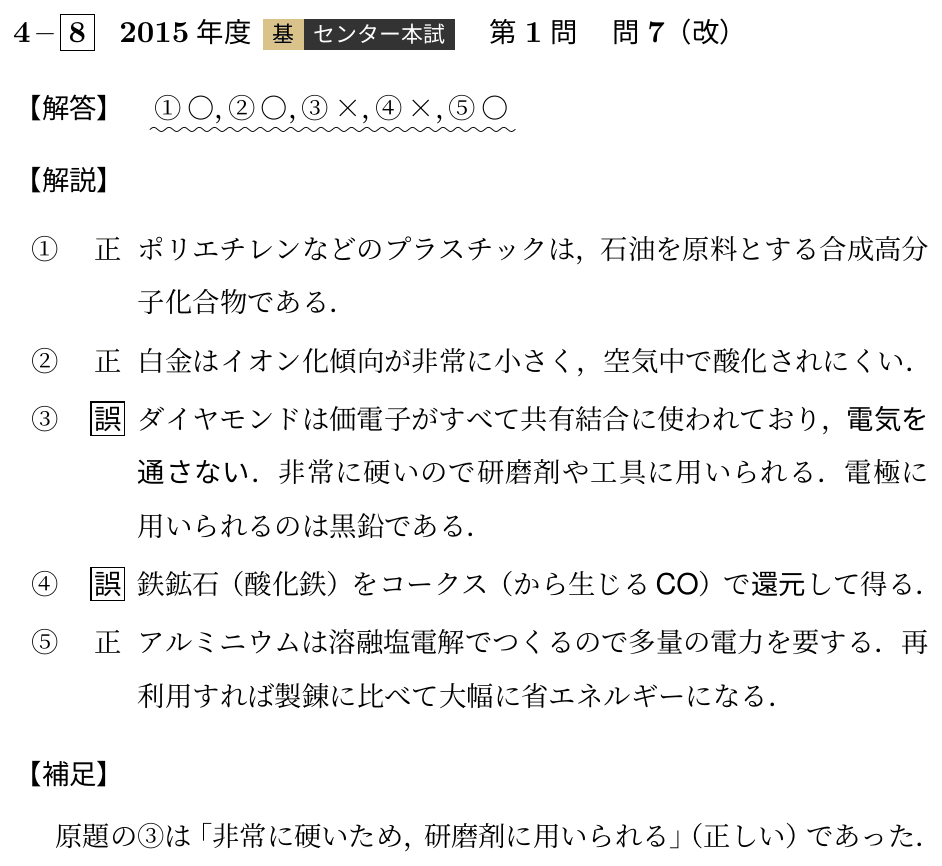 4-8 2015年度 基 センター本試 第1問 問7（改）
【解答】 ①○,②○,③×,④×,⑤○
【解説】
① 正 ポリエチレンなどのプラスチックは，石油を原料とする合成高分
子化合物である．
② 正 白金はイオン化傾向が非常に小さく，空気中で酸化されにくい．
③ 誤 ダイヤモンドは価電子がすべて共有結合に使われており，電気を
通さない．非常に硬いので研磨剤や工具に用いられる．電極に
用いられるのは黒鉛である．
④ 誤 鉄鉱石（酸化鉄）をコークス（から生じるCO）で還元して得る．
⑤ 正 アルミニウムは溶融塩電解でつくるので多量の電力を要する．再
利用すれば製錬に比べて大幅に省エネルギーになる．
【補足】
原題の③は「非常に硬いため，研磨剤に用いられる」（正しい）であった．